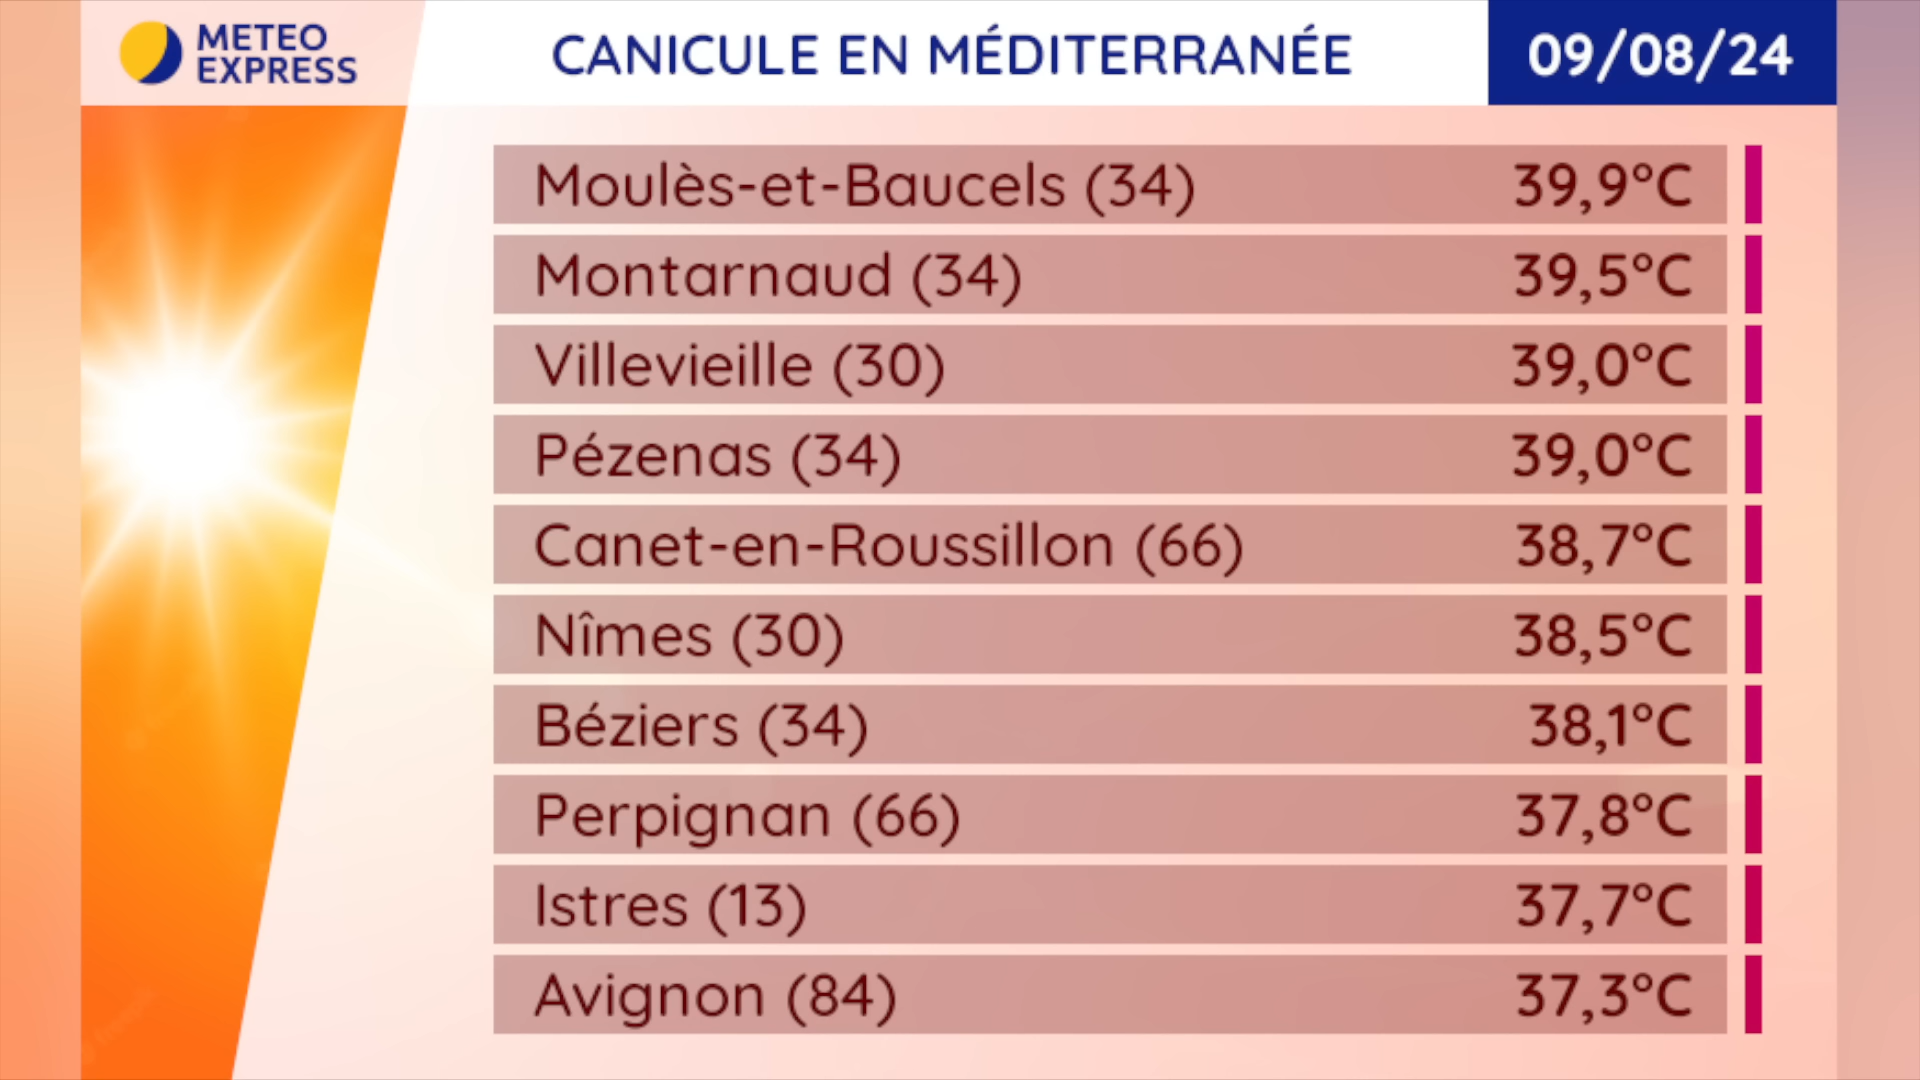 METEO
EXPRESS
CANICULE EN MÉDITERRANÉE
09/08/24
Moulès-et-Baucels (34) 39,9°C
Montarnaud (34) 39,5°C
Villevieille (30) 39,0°C
Pézenas (34) 39,0°C
Canet-en-Roussillon (66) 38,7°C
Nîmes (30) 38,5°C
Béziers (34) 38,1°C
Perpignan (66) 37,8°C
Istres (13) 37,7°C
Avignon (84) 37,3°C